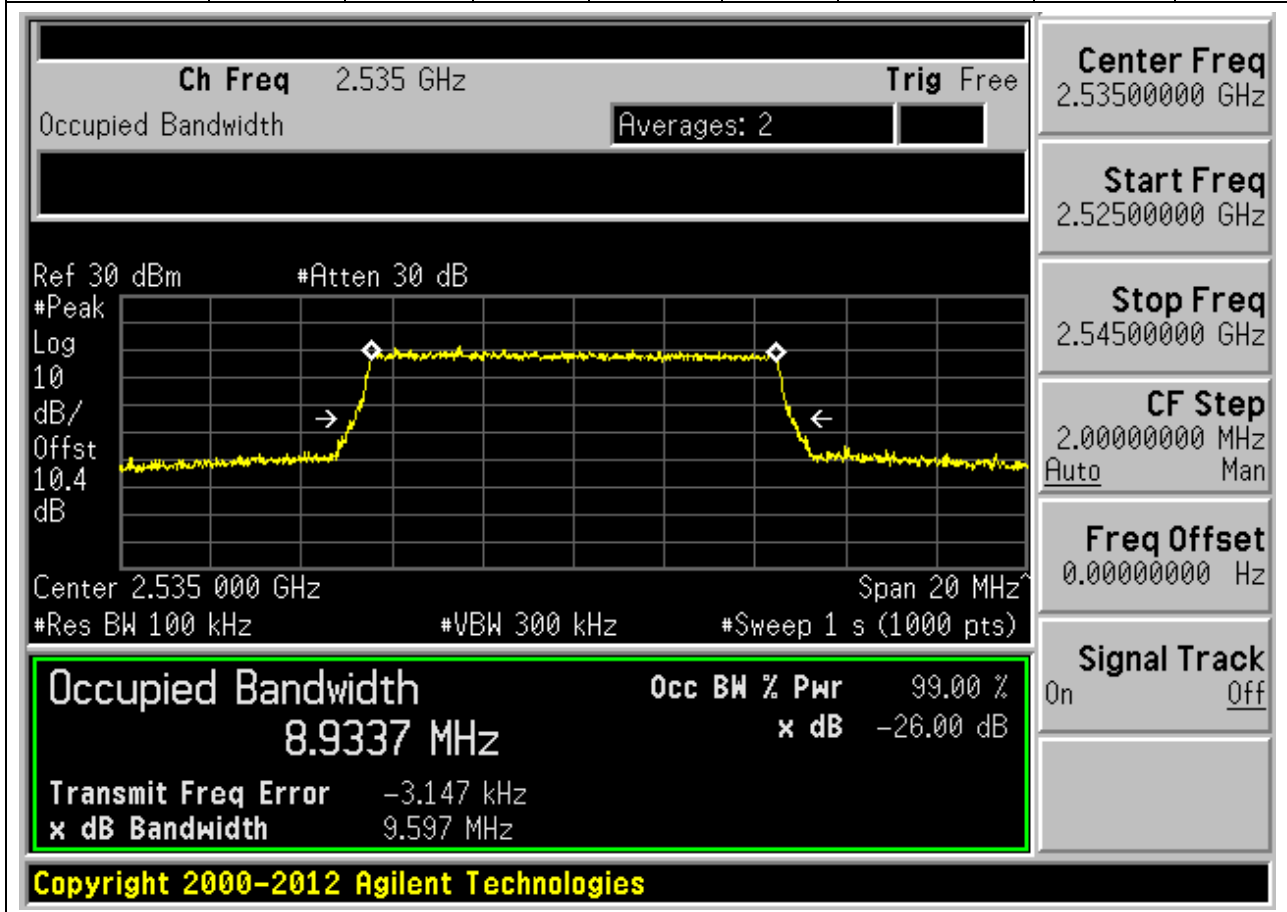 Ch Freq 2.535 GHz Trig Free
Occupied Bandwidth Averages: 2
Ref 30 dBm #Atten 30 dB
#Peak
Log
10
dB/
Offst
10.4
dB
Center 2.535 000 GHz Span 20 MHz^
#Res BW 100 kHz #VBW 300 kHz #Sweep 1 s (1000 pts)
Occupied Bandwidth
8.9337 MHz
Occ BW % Pwr 99.00 %
x dB -26.00 dB
Transmit Freq Error -3.147 kHz
x dB Bandwidth 9.597 MHz
Copyright 2000-2012 Agilent Technologies
Center Freq
2.53500000 GHz
Start Freq
2.52500000 GHz
Stop Freq
2.54500000 GHz
CF Step
2.00000000 MHz
Auto Man
Freq Offset
0.00000000 Hz
Signal Track
On Off